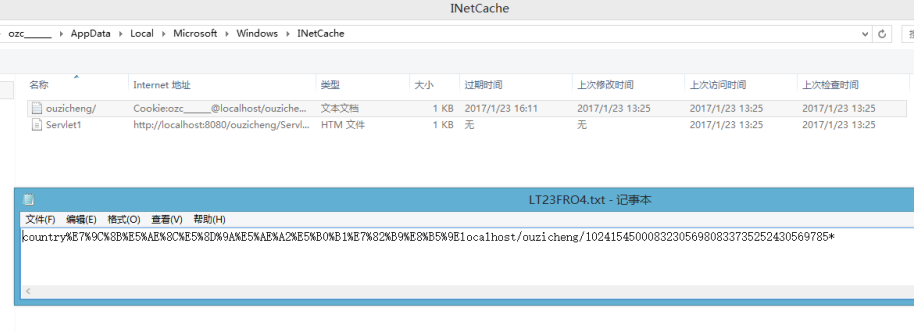 INetCache
ozc______ ▸ AppData ▸ Local ▸ Microsoft ▸ Windows ▸ INetCache
名称 Internet 地址 类型 大小 过期时间 上次修改时间 上次访问时间 上次检查时间
ouzicheng/ Cookie:ozc______@localhost/ouziche... 文本文档 1 KB 2017/1/23 16:11 2017/1/23 13:25 2017/1/23 13:25 2017/1/23 13:25
Servlet1 http://localhost:8080/ouzicheng/Servl... HTM 文件 1 KB 无 无 2017/1/23 13:25 2017/1/23 13:25
LT23FRO4.txt - 记事本
文件(F) 编辑(E) 格式(O) 查看(V) 帮助(H)
country%E7%9C%8B%E5%AE%8C%E5%8D%9A%E5%AE%A2%E5%B0%B1%E7%82%B9%E8%B5%9Elocalhost/ouzicheng/102415450008323056980833735252430569785*